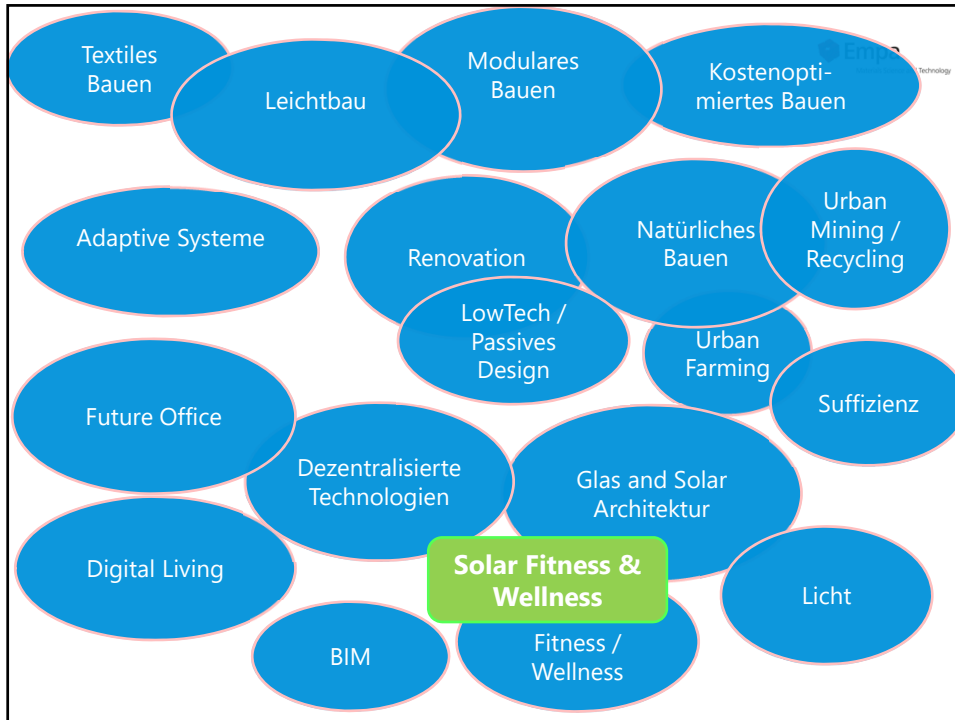 Textiles
Bauen
Leichtbau
Modulares
Bauen
Kostenopti-
miertes Bauen
Empa
Technology
Adaptive Systeme
Renovation
Natürliches
Bauen
Urban
Mining /
Recycling
LowTech /
Passives
Design
Urban
Farming
Suffizienz
Future Office
Dezentralisierte
Technologien
Glas and Solar
Architektur
Digital Living
Solar Fitness &
Wellness
Licht
BIM
Fitness /
Wellness